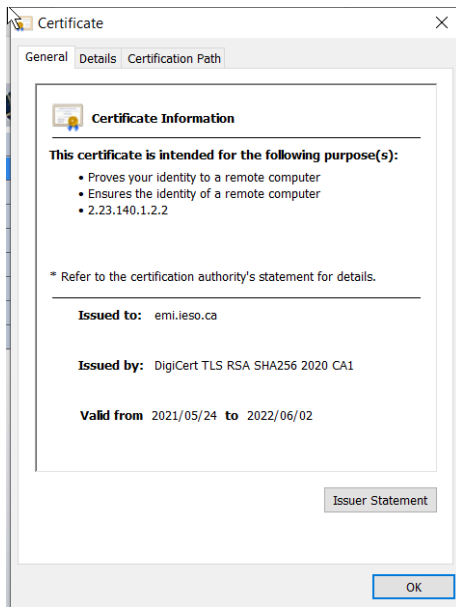 Certificate
General Details Certification Path
Certificate Information
This certificate is intended for the following purpose(s):
• Proves your identity to a remote computer
• Ensures the identity of a remote computer
• 2.23.140.1.2.2
* Refer to the certification authority's statement for details.
Issued to: emi.ieso.ca
Issued by: DigiCert TLS RSA SHA256 2020 CA1
Valid from 2021/05/24 to 2022/06/02
Issuer Statement
OK